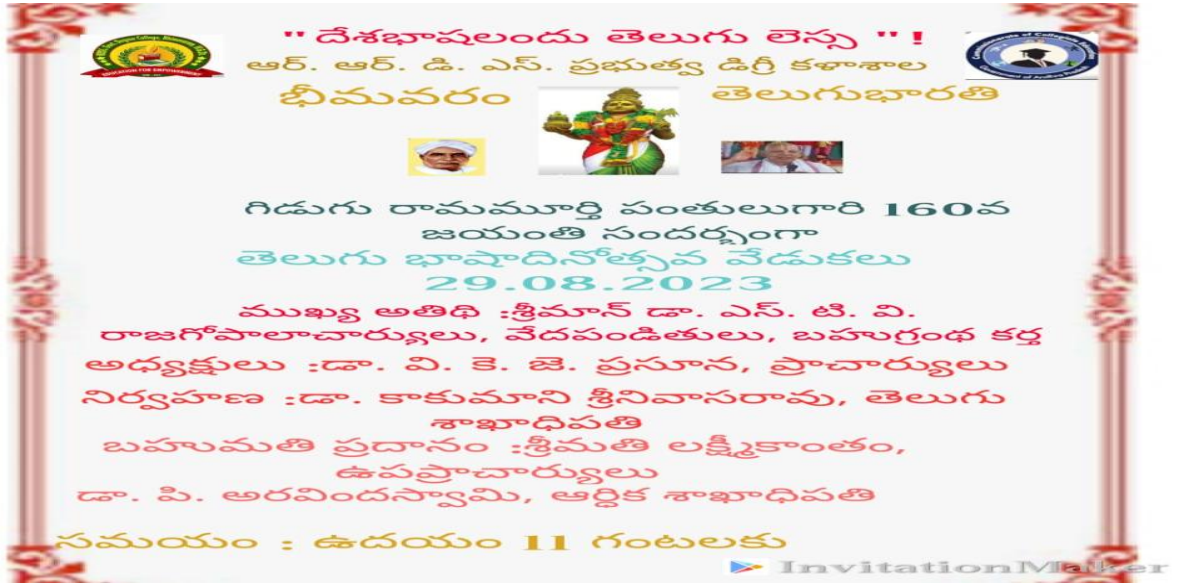 " దేశభాషలందు తెలుగు లెస్స " !
ఆర్. ఆర్. డి. ఎస్. ప్రభుత్వ డిగ్రీ కళాశాల
భీమవరం తెలుగుభారతి
గిడుగు రామమూర్తి పంతులుగారి 160వ
జయంతి సందర్భంగా
తెలుగు భాషాదినోత్సవ వేడుకలు
29.08.2023
ముఖ్య అతిథి :శ్రీమాన్ డా. ఎస్. టి. వి.
రాజగోపాలాచార్యులు, వేదపండితులు, బహుగ్రంథ కర్త
అధ్యక్షులు :డా. వి. కె. జె. ప్రసూన, ప్రాచార్యులు
నిర్వహణ :డా. కాకుమాని శ్రీనివాసరావు, తెలుగు
శాఖాధిపతి
బహుమతి ప్రదానం :శ్రీమతి లక్ష్మీకాంతం,
ఉపప్రాచార్యులు
డా. పి. అరవిందస్వామి, ఆర్ధిక శాఖాధిపతి
సమయం : ఉదయం 11 గంటలకు
InvitationMaker